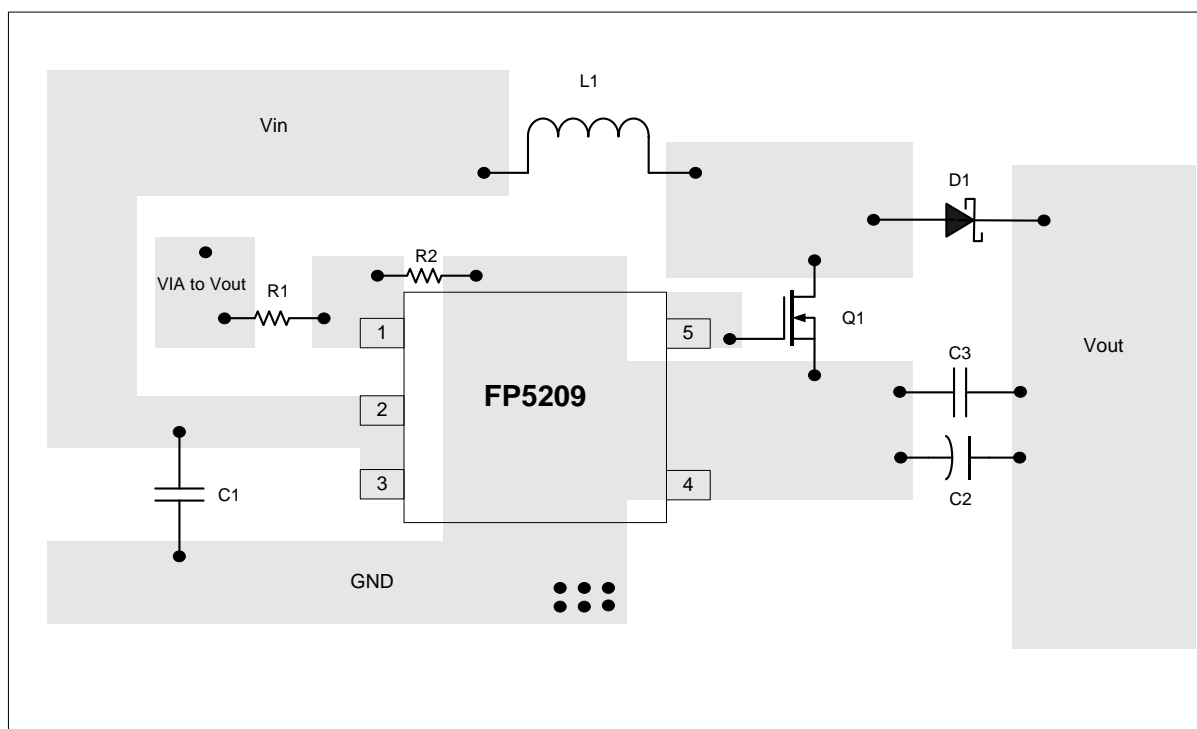 L1
Vin
D1
R2
VIA to Vout
R1
1
5
Q1
Vout
C3
FP5209
2
3
4
C1
C2
GND